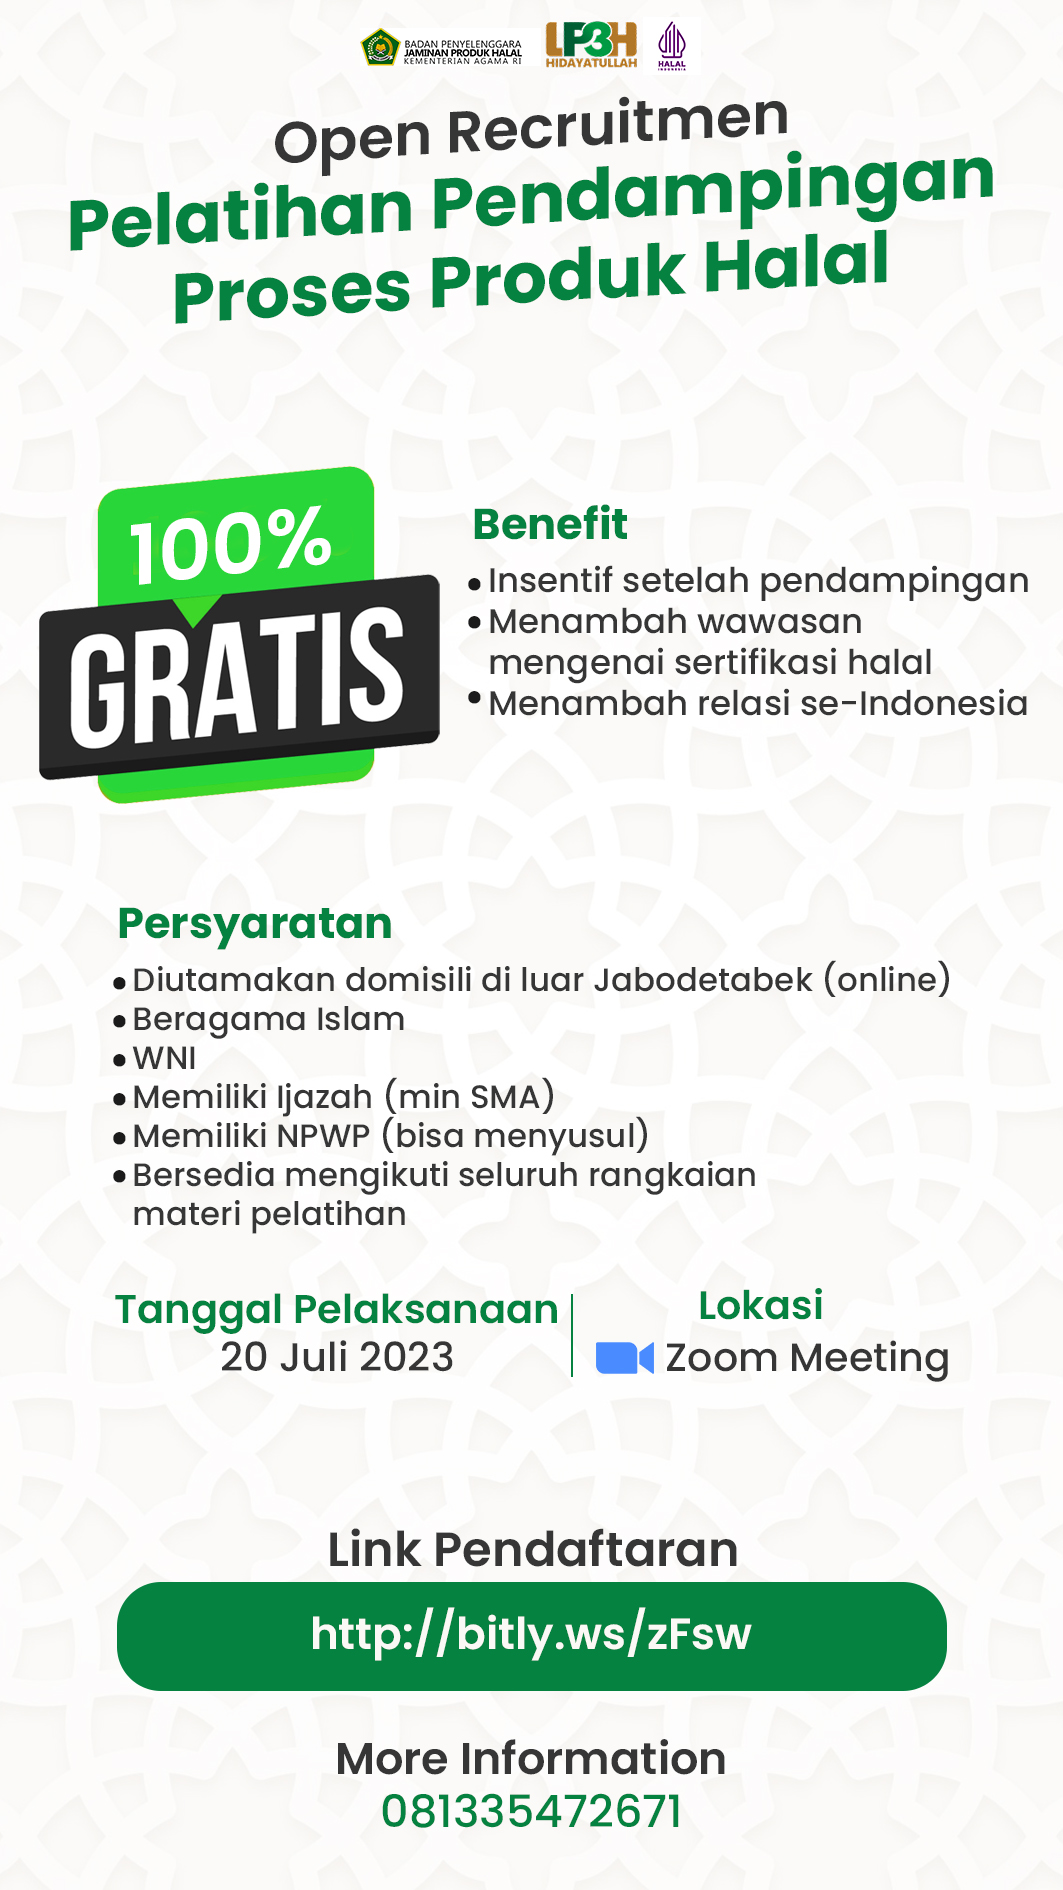 BADAN PENYELENGGARA
JAMINAN PRODUK HALAL
KEMENTERIAN AGAMA RI
LP3H
HIDAYATULLAH
HALAL
INDONESIA
Open Recruitmen
Pelatihan Pendampingan
Proses Produk Halal
100%
GRATIS
Benefit
• Insentif setelah pendampingan
• Menambah wawasan
mengenai sertifikasi halal
• Menambah relasi se-Indonesia
Persyaratan
• Diutamakan domisili di luar Jabodetabek (online)
• Beragama Islam
• WNI
• Memiliki Ijazah (min SMA)
• Memiliki NPWP (bisa menyusul)
• Bersedia mengikuti seluruh rangkaian
materi pelatihan
Tanggal Pelaksanaan
20 Juli 2023
Lokasi
Zoom Meeting
Link Pendaftaran
http://bitly.ws/zFsw
More Information
081335472671